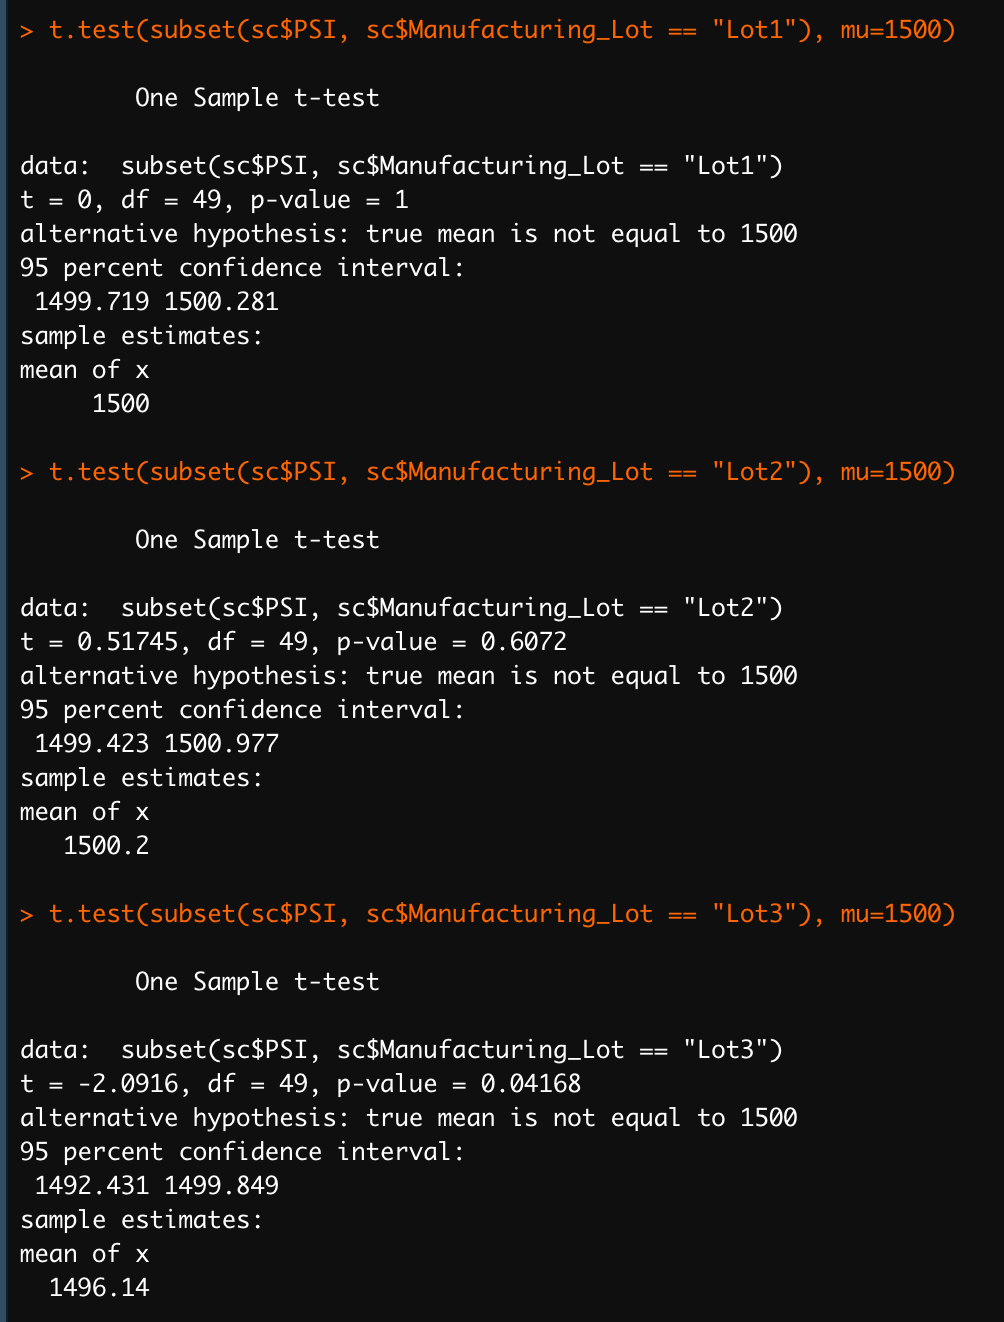 > t.test(subset(sc$PSI, sc$Manufacturing_Lot == "Lot1"), mu=1500)
One Sample t-test
data:  subset(sc$PSI, sc$Manufacturing_Lot == "Lot1")
t = 0, df = 49, p-value = 1
alternative hypothesis: true mean is not equal to 1500
95 percent confidence interval:
1499.719 1500.281
sample estimates:
mean of x
1500
> t.test(subset(sc$PSI, sc$Manufacturing_Lot == "Lot2"), mu=1500)
One Sample t-test
data:  subset(sc$PSI, sc$Manufacturing_Lot == "Lot2")
t = 0.51745, df = 49, p-value = 0.6072
alternative hypothesis: true mean is not equal to 1500
95 percent confidence interval:
1499.423 1500.977
sample estimates:
mean of x
1500.2
> t.test(subset(sc$PSI, sc$Manufacturing_Lot == "Lot3"), mu=1500)
One Sample t-test
data:  subset(sc$PSI, sc$Manufacturing_Lot == "Lot3")
t = -2.0916, df = 49, p-value = 0.04168
alternative hypothesis: true mean is not equal to 1500
95 percent confidence interval:
1492.431 1499.849
sample estimates:
mean of x
1496.14